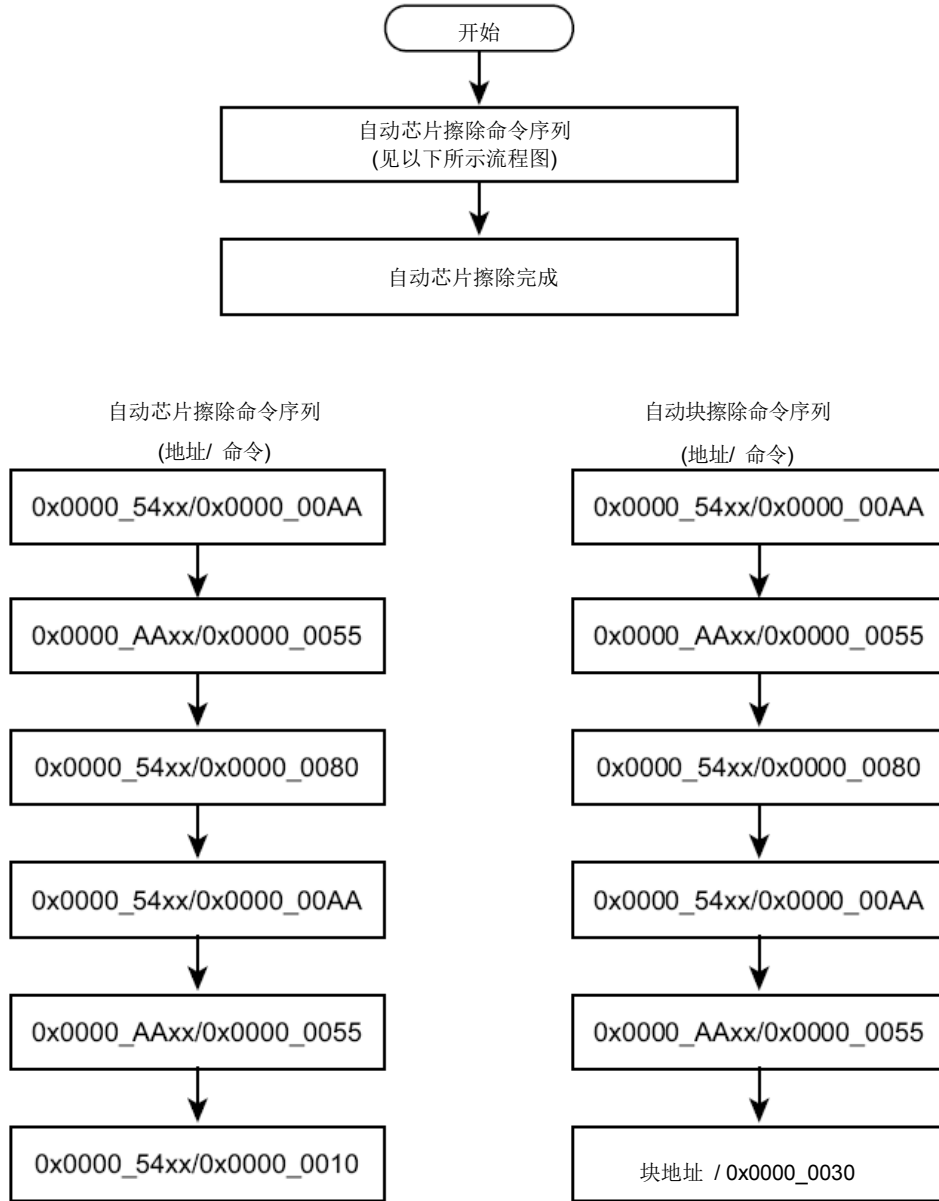 开始
自动芯片擦除命令序列
(见以下所示流程图)
自动芯片擦除完成
自动芯片擦除命令序列
(地址/ 命令)
0x0000_54xx/0x0000_00AA
0x0000_AAxx/0x0000_0055
0x0000_54xx/0x0000_0080
0x0000_54xx/0x0000_00AA
0x0000_AAxx/0x0000_0055
0x0000_54xx/0x0000_0010
自动块擦除命令序列
(地址/ 命令)
0x0000_54xx/0x0000_00AA
0x0000_AAxx/0x0000_0055
0x0000_54xx/0x0000_0080
0x0000_54xx/0x0000_00AA
0x0000_AAxx/0x0000_0055
块地址 / 0x0000_0030